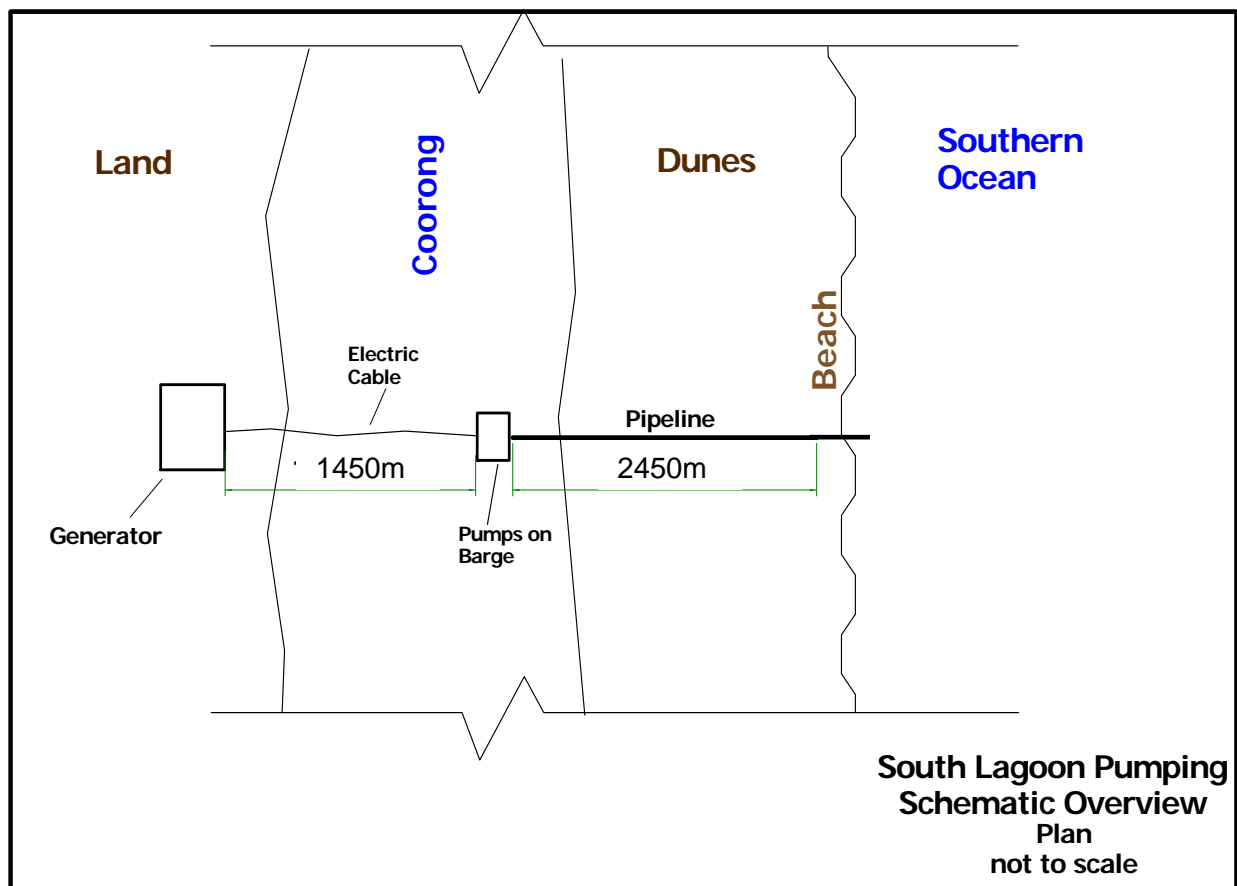 Land
Coorong
Dunes
Southern
Ocean
Beach
Electric
Cable
Pipeline
1450m
2450m
Generator
Pumps on
Barge
South Lagoon Pumping
Schematic Overview
Plan
not to scale